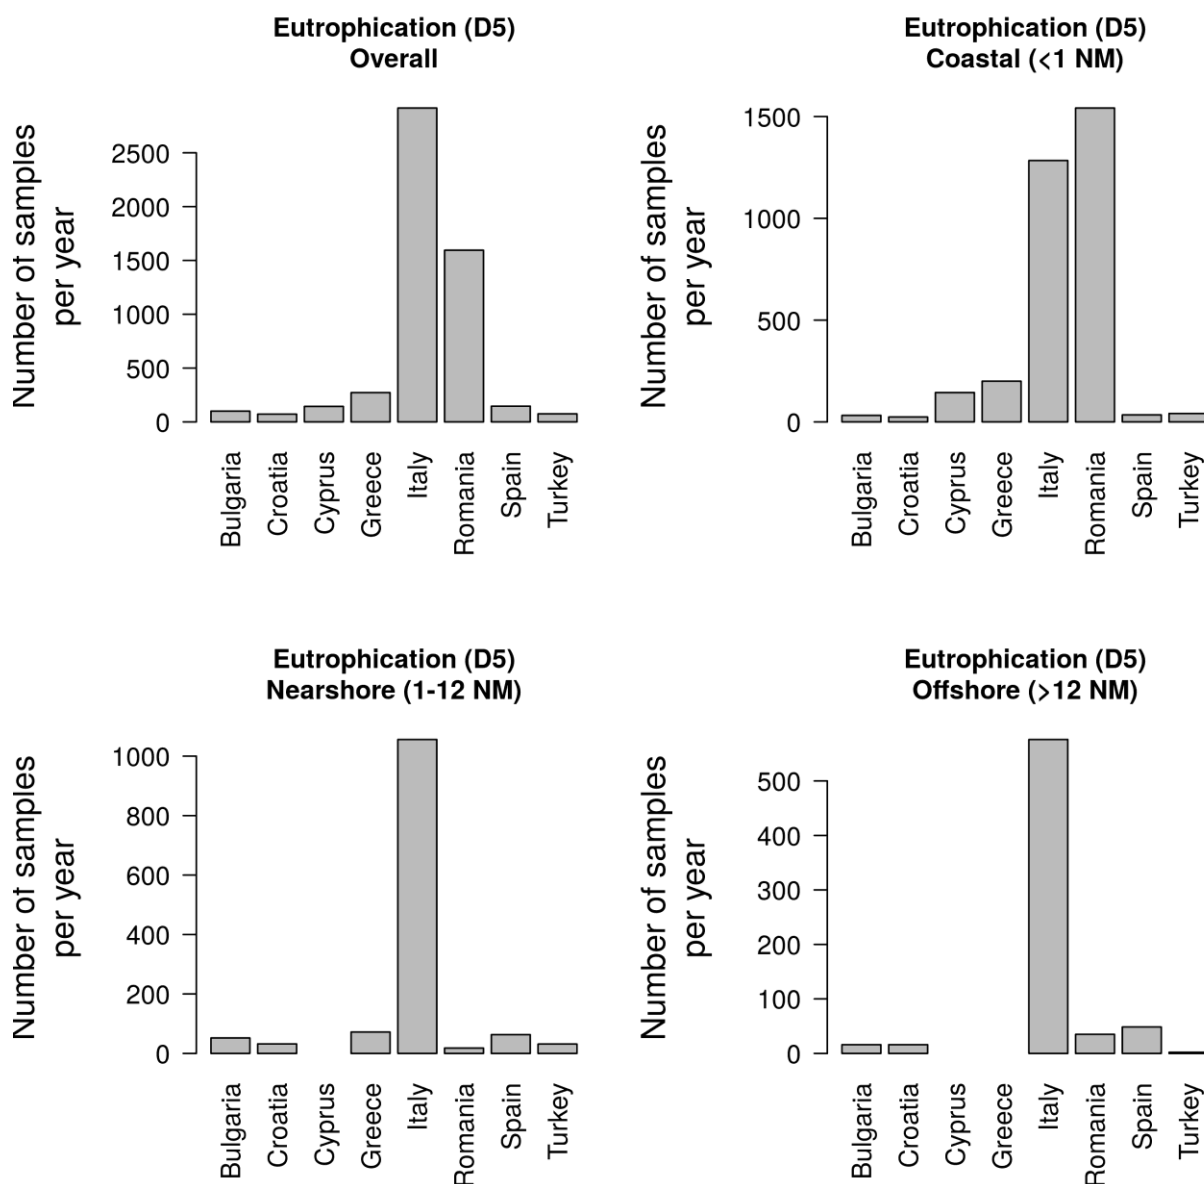 Eutrophication (D5)
Overall
Number of samples
per year
2500
2000
1500
1000
500
0
Bulgaria
Croatia
Cyprus
Greece
Italy
Romania
Spain
Turkey
Eutrophication (D5)
Coastal (<1 NM)
Number of samples
per year
1500
1000
500
0
Bulgaria
Croatia
Cyprus
Greece
Italy
Romania
Spain
Turkey
Eutrophication (D5)
Nearshore (1-12 NM)
Number of samples
per year
1000
800
600
400
200
0
Bulgaria
Croatia
Cyprus
Greece
Italy
Romania
Spain
Turkey
Eutrophication (D5)
Offshore (>12 NM)
Number of samples
per year
500
400
300
200
100
0
Bulgaria
Croatia
Cyprus
Greece
Italy
Romania
Spain
Turkey